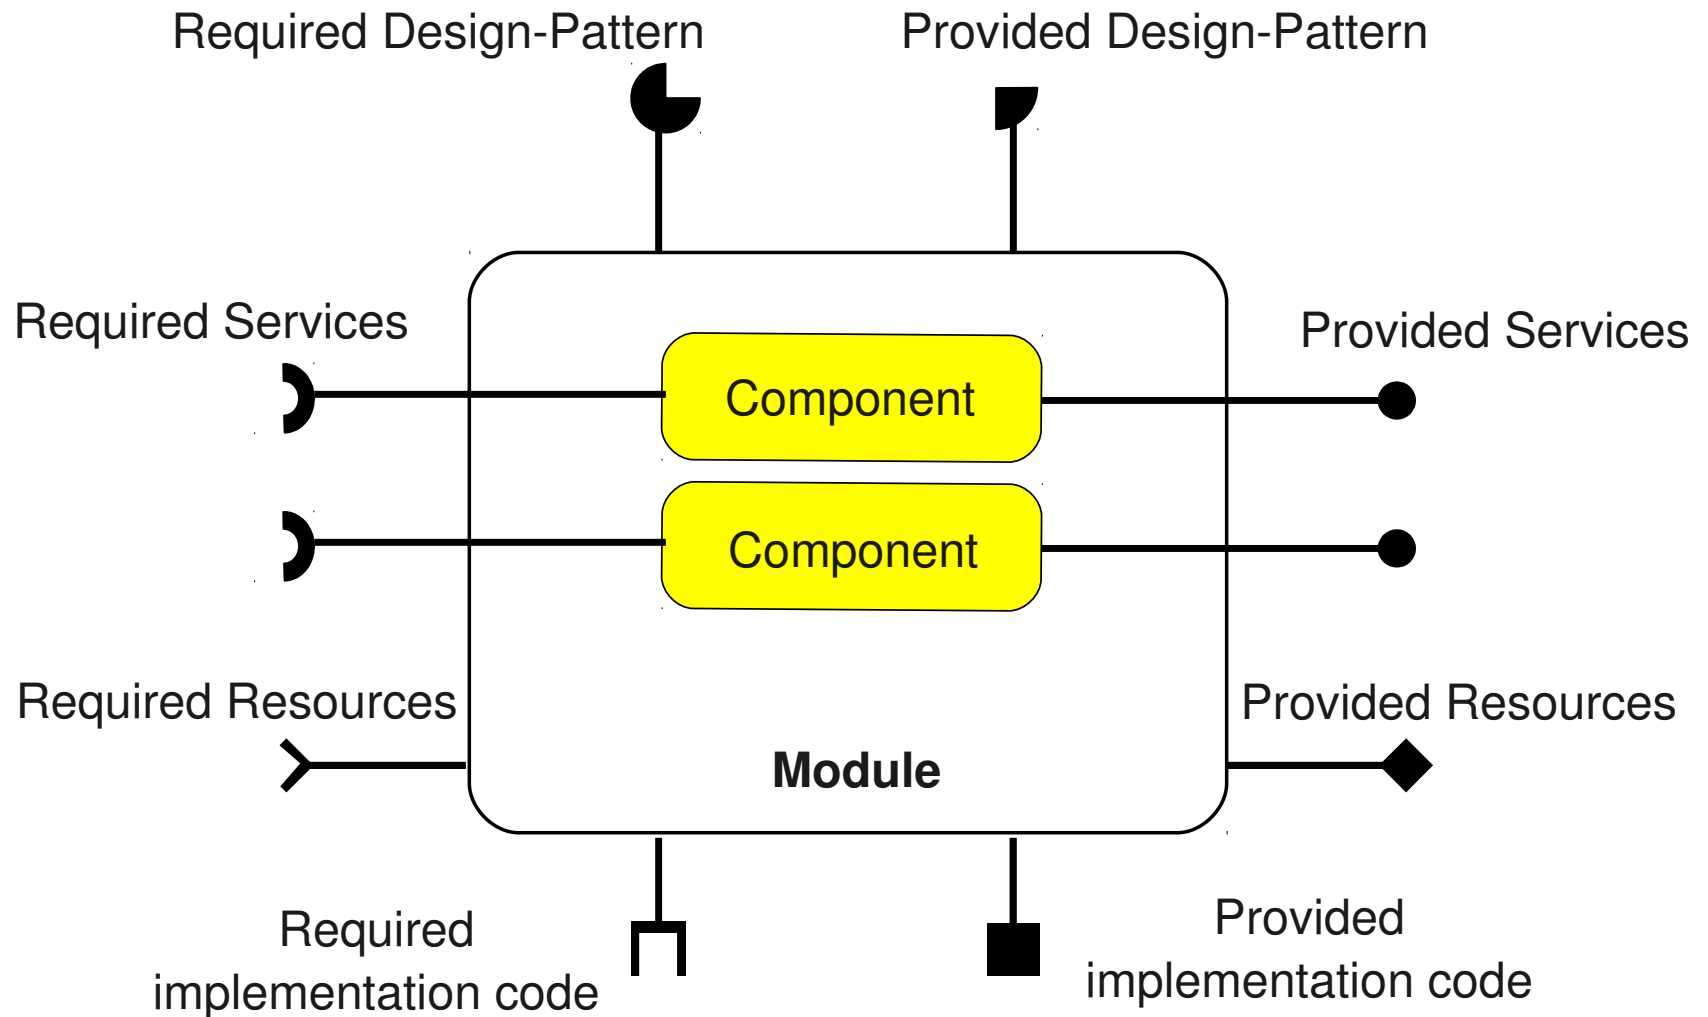 Required Design-Pattern
Provided Design-Pattern
Required Services
Provided Services
Component
Component
Required Resources
Provided Resources
Module
Required
implementation code
Provided
implementation code